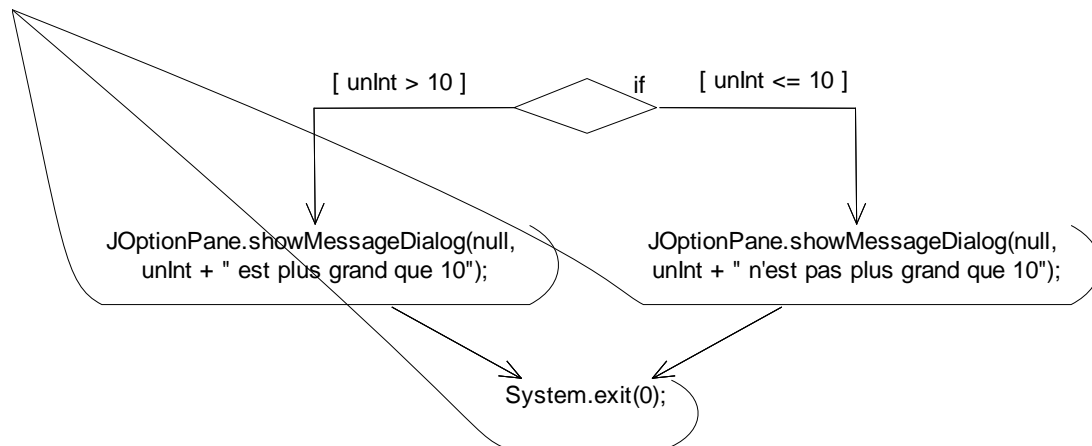 [ unInt > 10 ]
if
[ unInt <= 10 ]
JOptionPane.showMessageDialog(null,
unInt + " est plus grand que 10");
JOptionPane.showMessageDialog(null,
unInt + " n'est pas plus grand que 10");
System.exit(0);